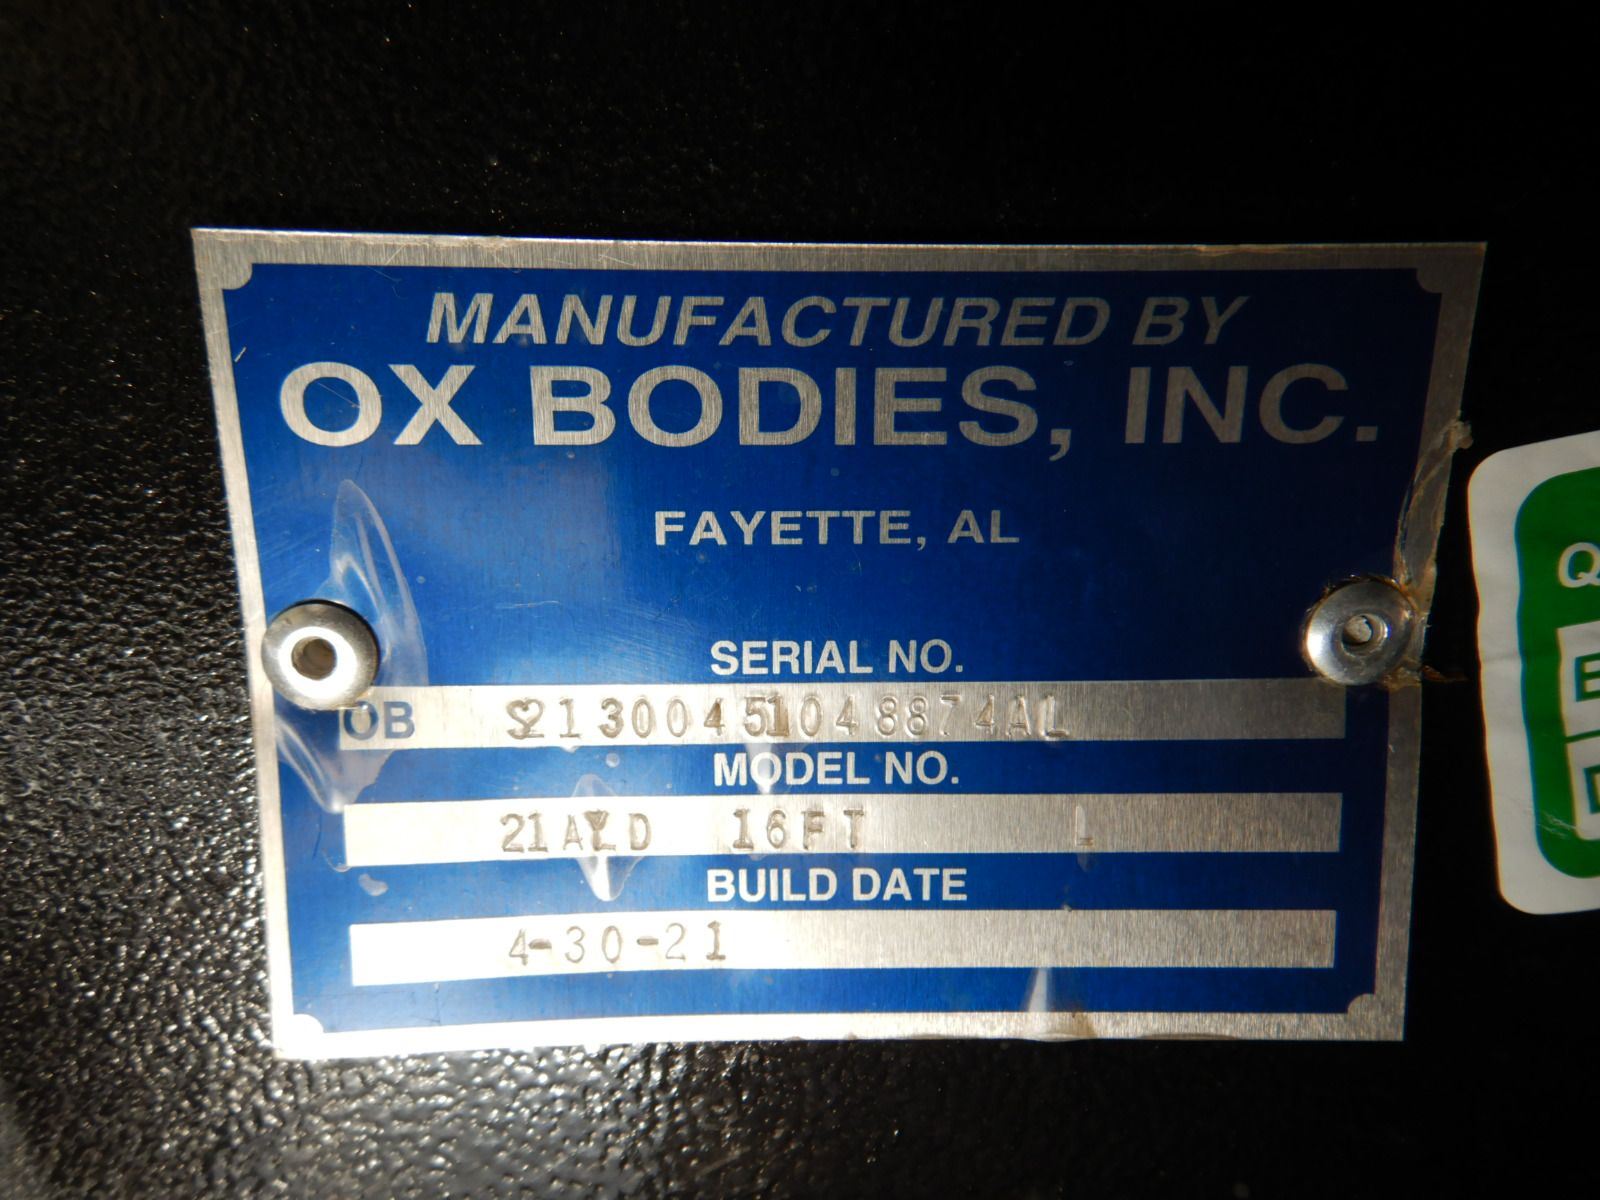 MANUFACTURED BY
OX BODIES, INC.
FAYETTE, AL
SERIAL NO.
OB
MODEL NO.
16FT L
BUILD DATE
4-30-21
Q
E